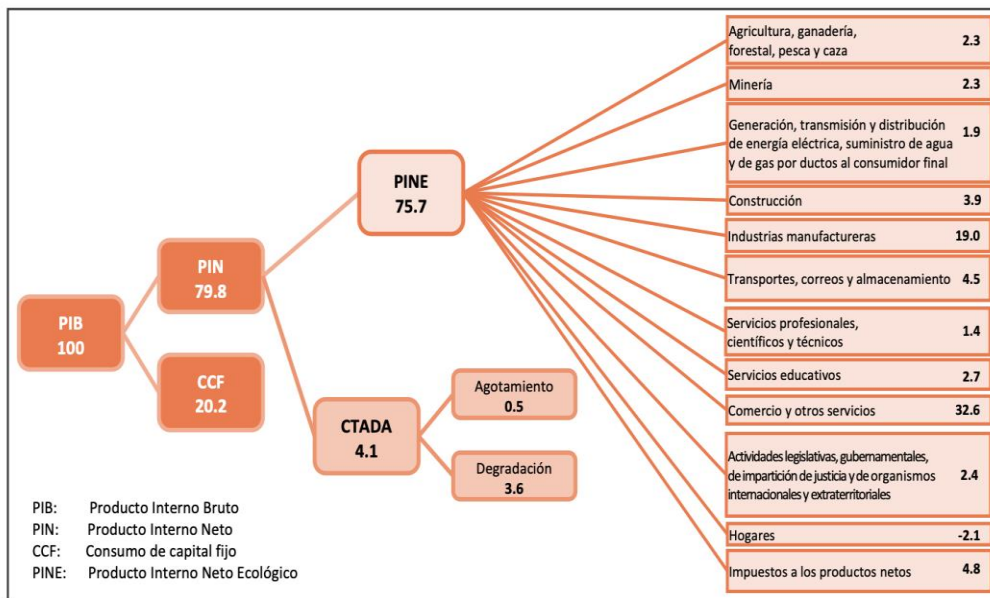 PIB
100
PIN
79.8
CCF
20.2
PINE
75.7
CTADA
4.1
Agotamiento
0.5
Degradación
3.6
Agricultura, ganadería,
forestal, pesca y caza 2.3
Minería 2.3
Generación, transmisión y distribución
de energía eléctrica, suministro de agua 1.9
y de gas por ductos al consumidor final
Construcción 3.9
Industrias manufactureras 19.0
Transportes, correos y almacenamiento 4.5
Servicios profesionales,
científicos y técnicos 1.4
Servicios educativos 2.7
Comercio y otros servicios 32.6
Actividades legislativas, gubernamentales,
de impartición de justicia y de organismos 2.4
internacionales y extraterritoriales
Hogares -2.1
Impuestos a los productos netos 4.8
PIB: Producto Interno Bruto
PIN: Producto Interno Neto
CCF: Consumo de capital fijo
PINE: Producto Interno Neto Ecológico